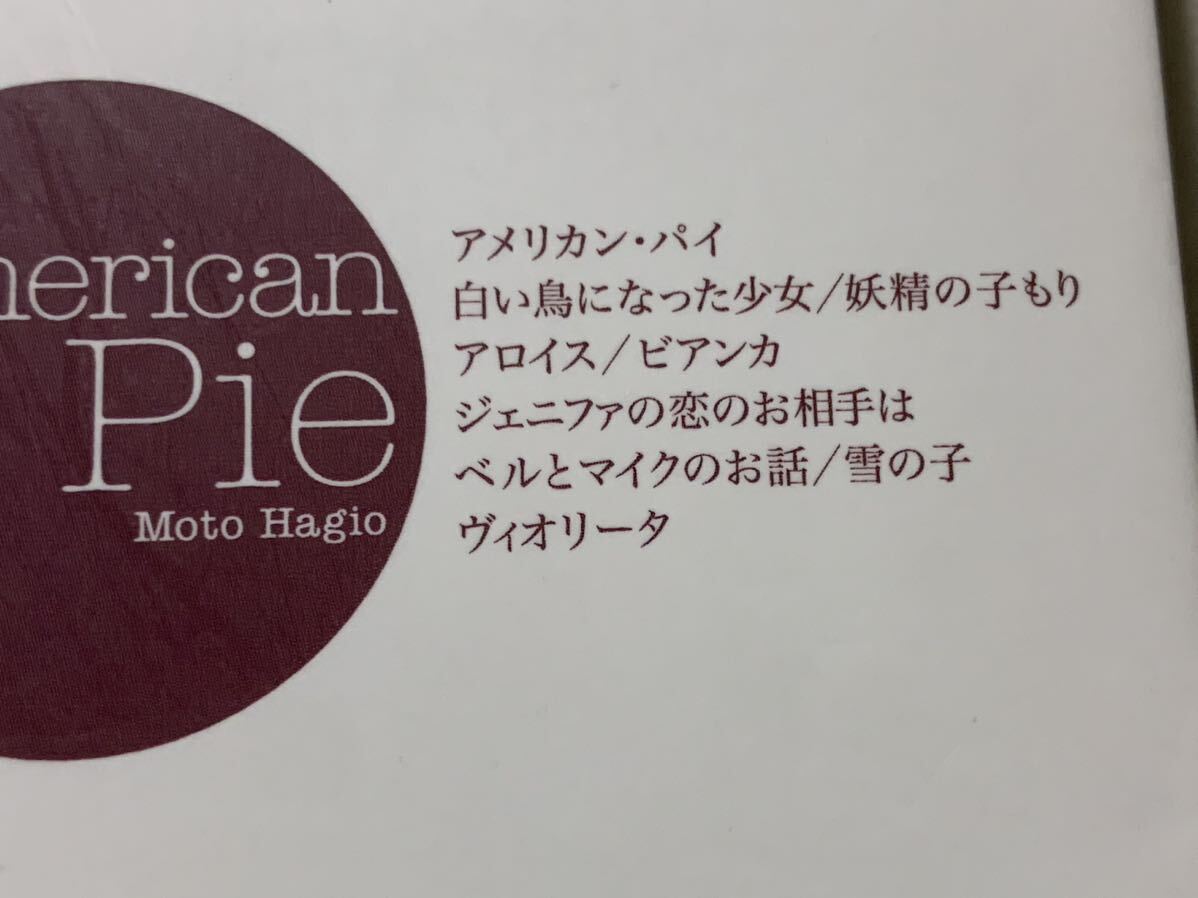 merican
Pie
Moto Hagio
アメリカン・パイ
白い鳥になった少女/妖精の子もり
アロイス/ビアンカ
ジェニファの恋のお相手は
ベルとマイクのお話/雪の子
ヴィオリータ